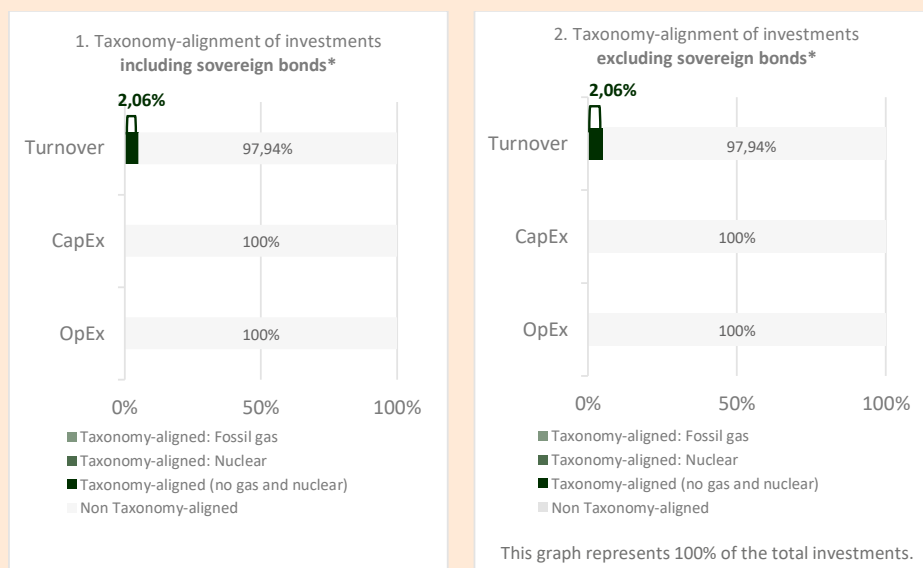 1. Taxonomy-alignment of investments
including sovereign bonds*
2,06%
Turnover
97,94%
CapEx
100%
OpEx
100%
0%
50%
100%
Taxonomy-aligned: Fossil gas
Taxonomy-aligned: Nuclear
Taxonomy-aligned (no gas and nuclear)
Non Taxonomy-aligned
2. Taxonomy-alignment of investments
excluding sovereign bonds*
2,06%
Turnover
97,94%
CapEx
100%
OpEx
100%
0%
50%
100%
Taxonomy-aligned: Fossil gas
Taxonomy-aligned: Nuclear
Taxonomy-aligned (no gas and nuclear)
Non Taxonomy-aligned
This graph represents 100% of the total investments.